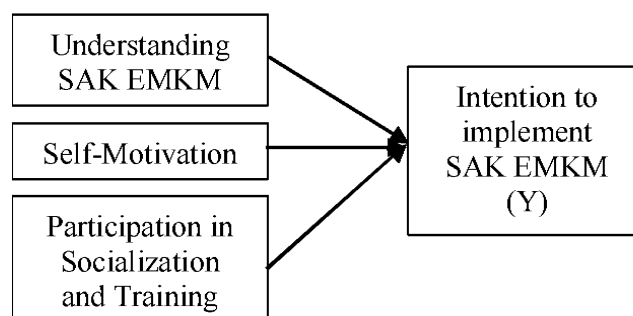 Understanding
SAK EMKM
Self-Motivation
Participation in
Socialization
and Training
Intention to
implement
SAK EMKM
(Y)